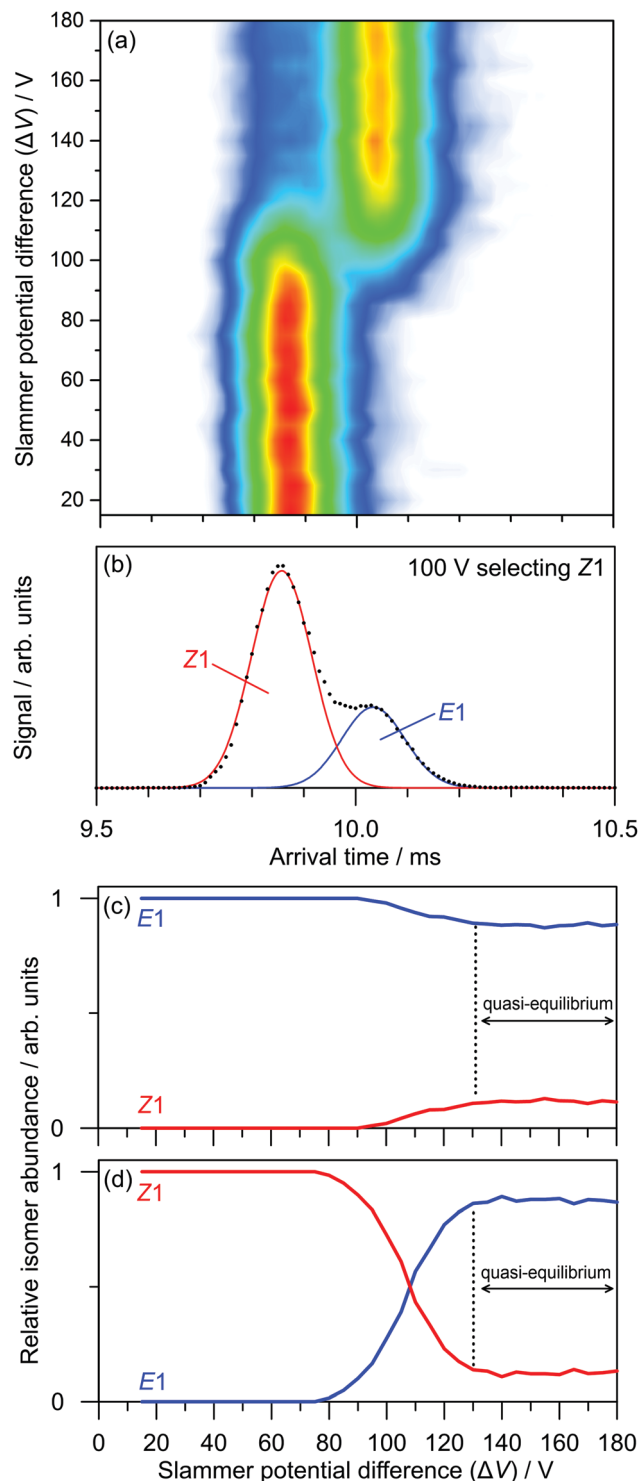 (a)
180
160
140
120
100
80
60
40
20
Slammer potential difference (ΔV) / V
(b)
100 V selecting Z1
Z1
E1
Signal / arb. units
9.5
10.0
10.5
Arrival time / ms
(c)
1
E1
quasi-equilibrium
Z1
0
Relative isomer abundance / arb. units
(d)
1
Z1
quasi-equilibrium
E1
0
0 20 40 60 80 100 120 140 160 180
Slammer potential difference (ΔV) / V